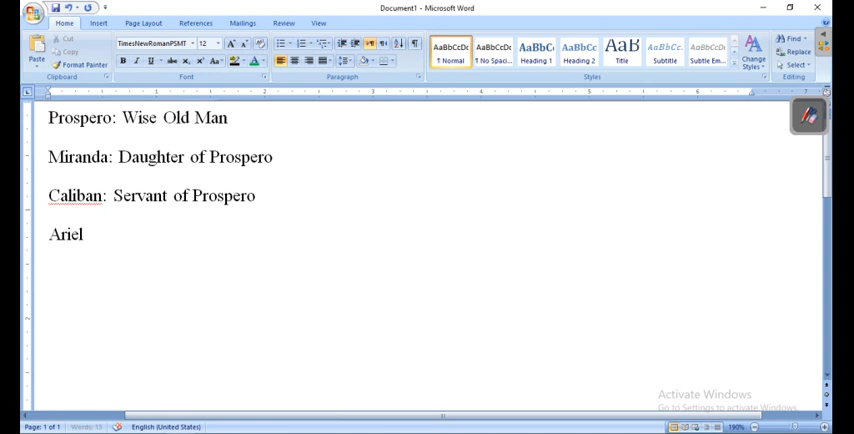 Document1 - Microsoft Word
Home Insert Page Layout References Mailings Review View
Paste
Cut
Copy
Format Painter
Clipboard
TimesNewRomanPSMT 12
Font
Paragraph
AaBbCcDc AaBbCcDc AaBbC AaBbCc AaB AaBbCc. AaBbCcDc
¶ Normal ¶ No Spaci... Heading 1 Heading 2 Title Subtitle Subtle Em...
Change Styles
Styles
Find
Replace
Select
Editing
Prospero: Wise Old Man
Miranda: Daughter of Prospero
Caliban: Servant of Prospero
Ariel
Activate Windows
Go to Settings to activate Windows.
Page: 1 of 1 Words: 13 English (United States) 190%